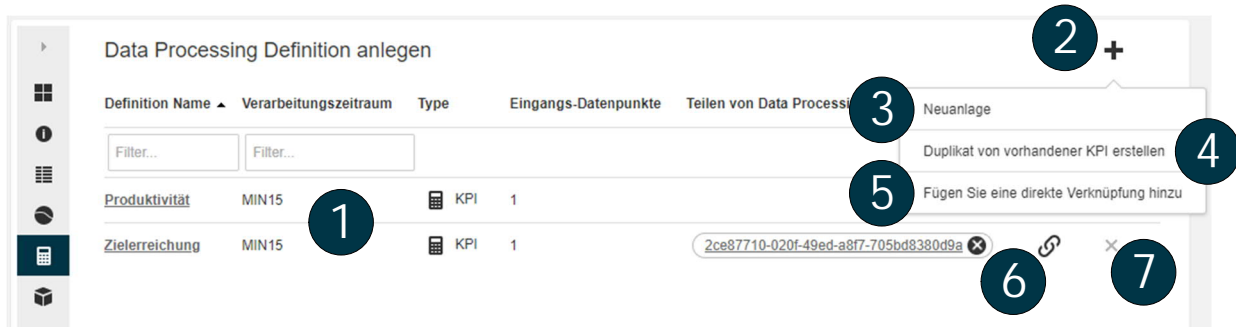 2
Data Processing Definition anlegen
Definition Name Verarbeitungszeitraum Type Eingangs-Datenpunkte Teilen von Data Processi
3 Neuanlage
Filter... Filter...
Duplikat von vorhandener KPI erstellen 4
5 Fügen Sie eine direkte Verknüpfung hinzu
Produktivität MIN15 KPI 1
1
Zielerreichung MIN15 KPI 1 2ce87710-020f-49ed-a8f7-705bd8380d9a
6 7